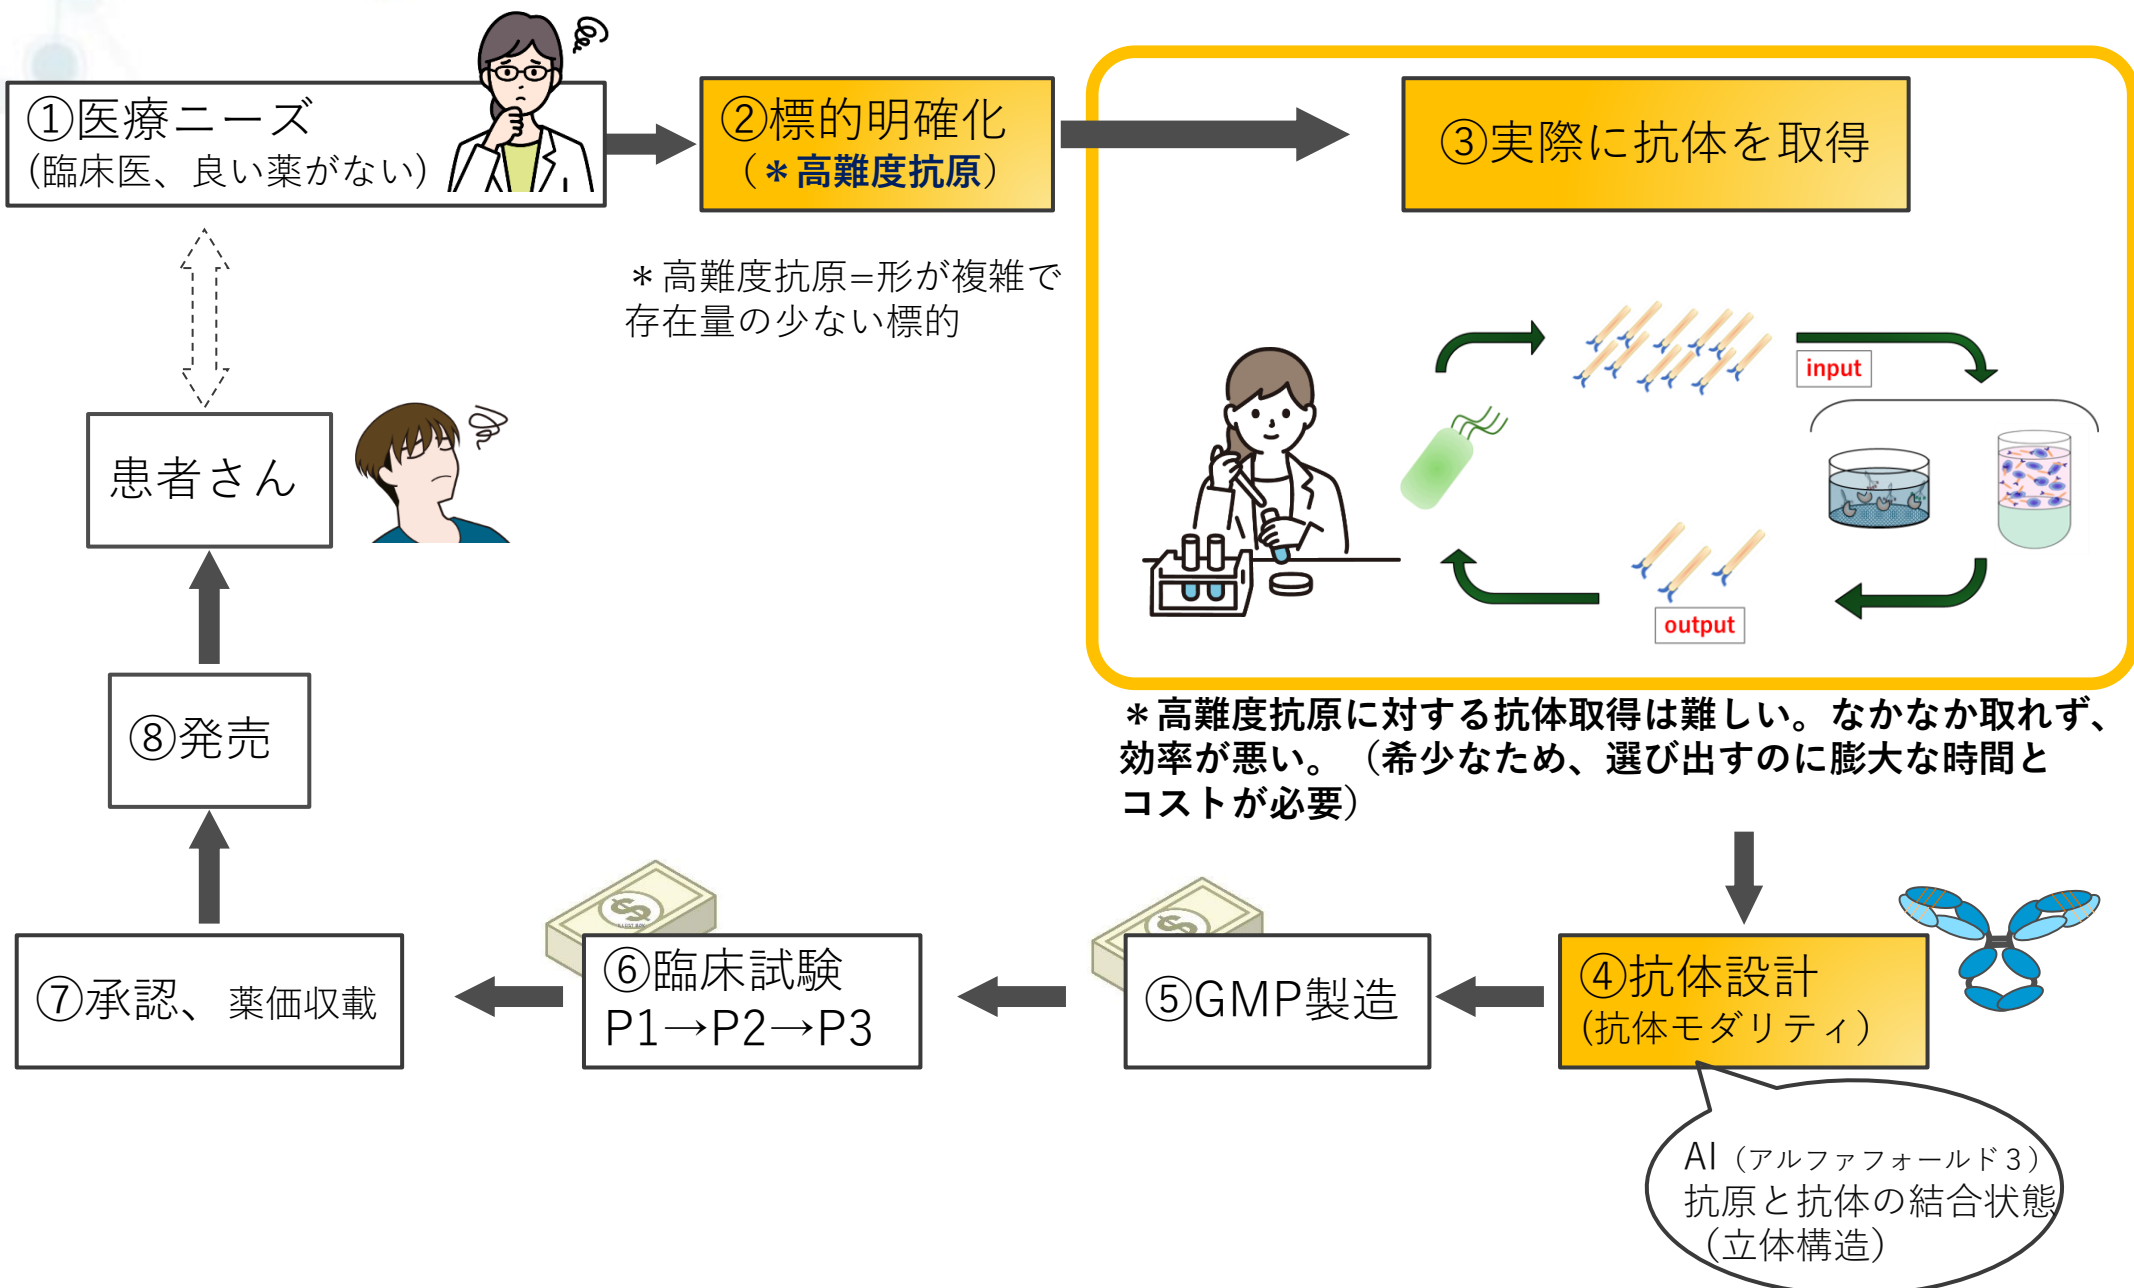 ①医療ニーズ
(臨床医、良い薬がない)
②標的明確化
（＊高難度抗原）
③実際に抗体を取得
＊高難度抗原=形が複雑で
存在量の少ない標的
input
output
患者さん
＊高難度抗原に対する抗体取得は難しい。なかなか取れず、
効率が悪い。（希少なため、選び出すのに膨大な時間と
コストが必要）
④抗体設計
(抗体モダリティ）
AI（アルファフォールド３）
抗原と抗体の結合状態
（立体構造）
⑤GMP製造
⑥臨床試験
P1→P2→P3
⑦承認、薬価収載
⑧発売